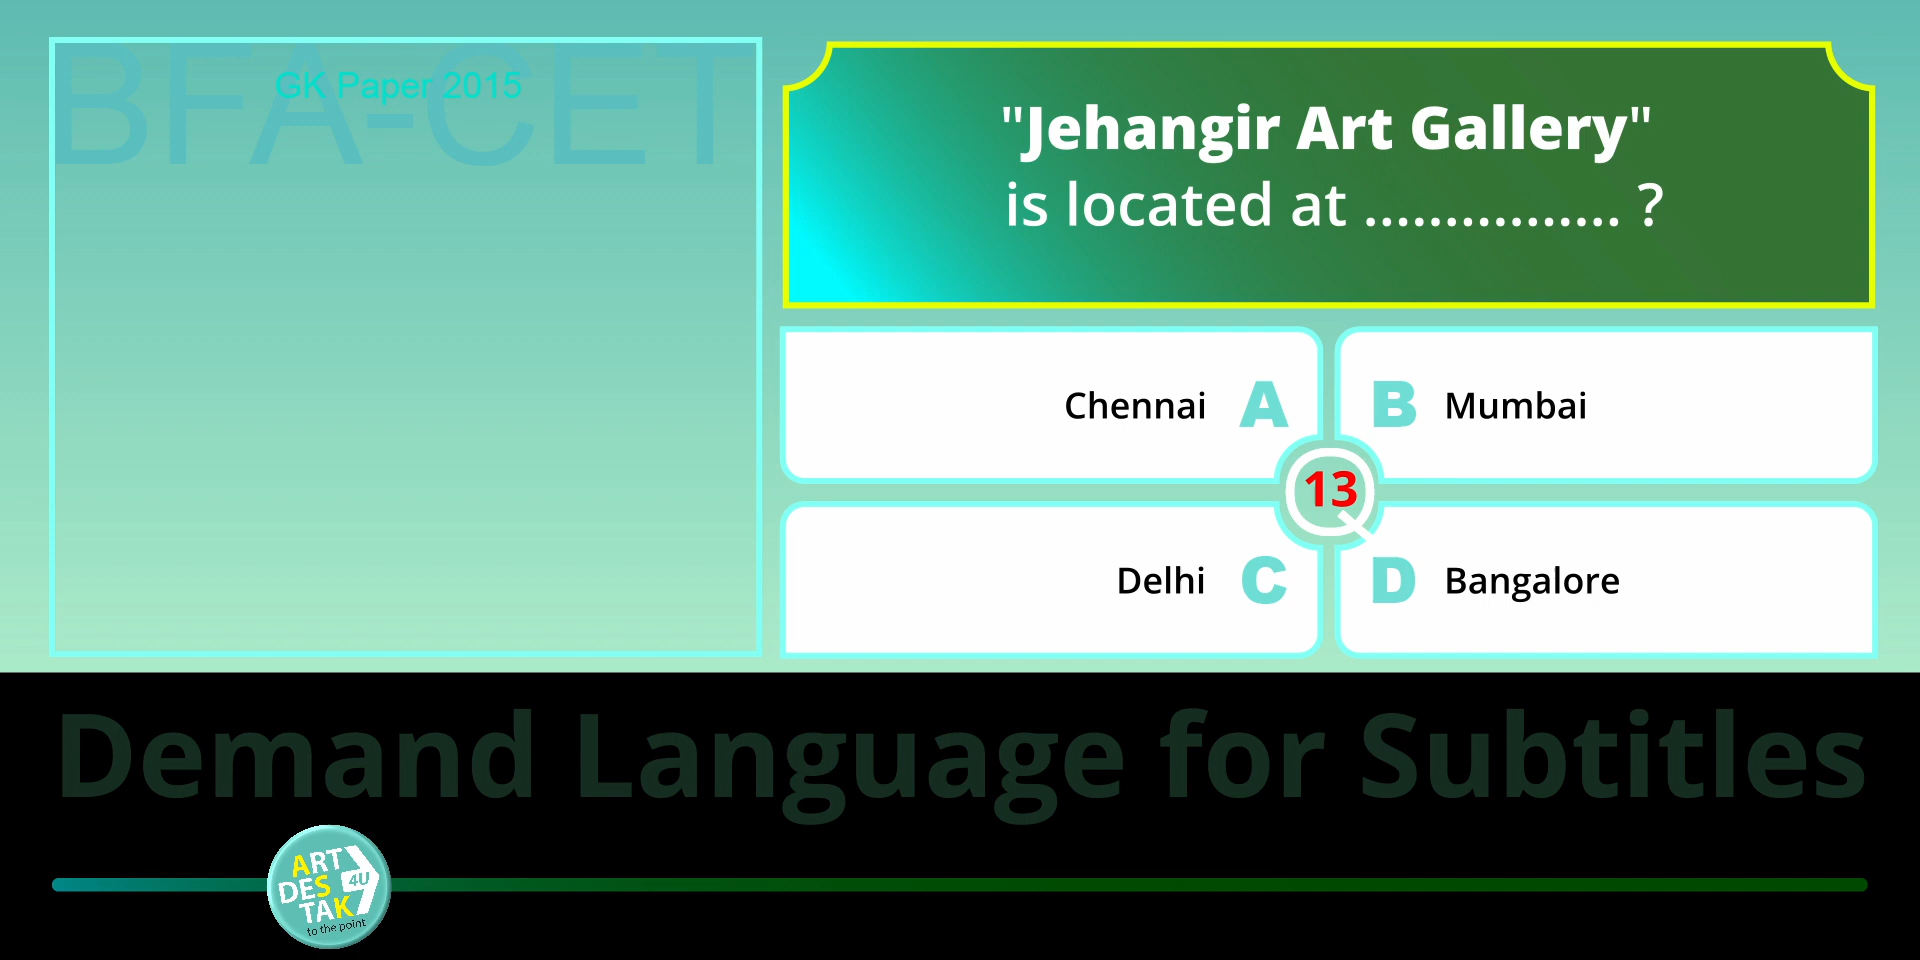 BFA-CET
GK Paper 2015
"Jehangir Art Gallery"
is located at ................ ?
Chennai A
B Mumbai
13
Delhi C
D Bangalore
Demand Language for Subtitles
ART
DES 4U
TAK
to the point